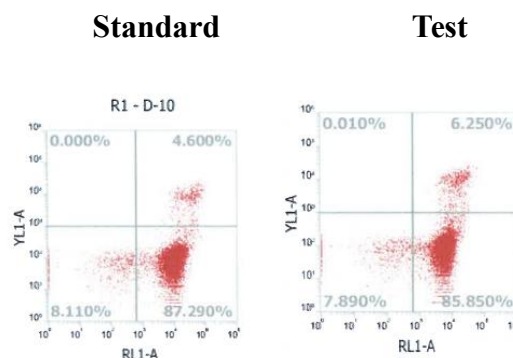 Standard
Test
R1 - D-10
0.000%
4.600%
8.110%
87.290%
YL1-A
RL1-A
0.010%
6.250%
7.890%
85.850%
YL1-A
RL1-A